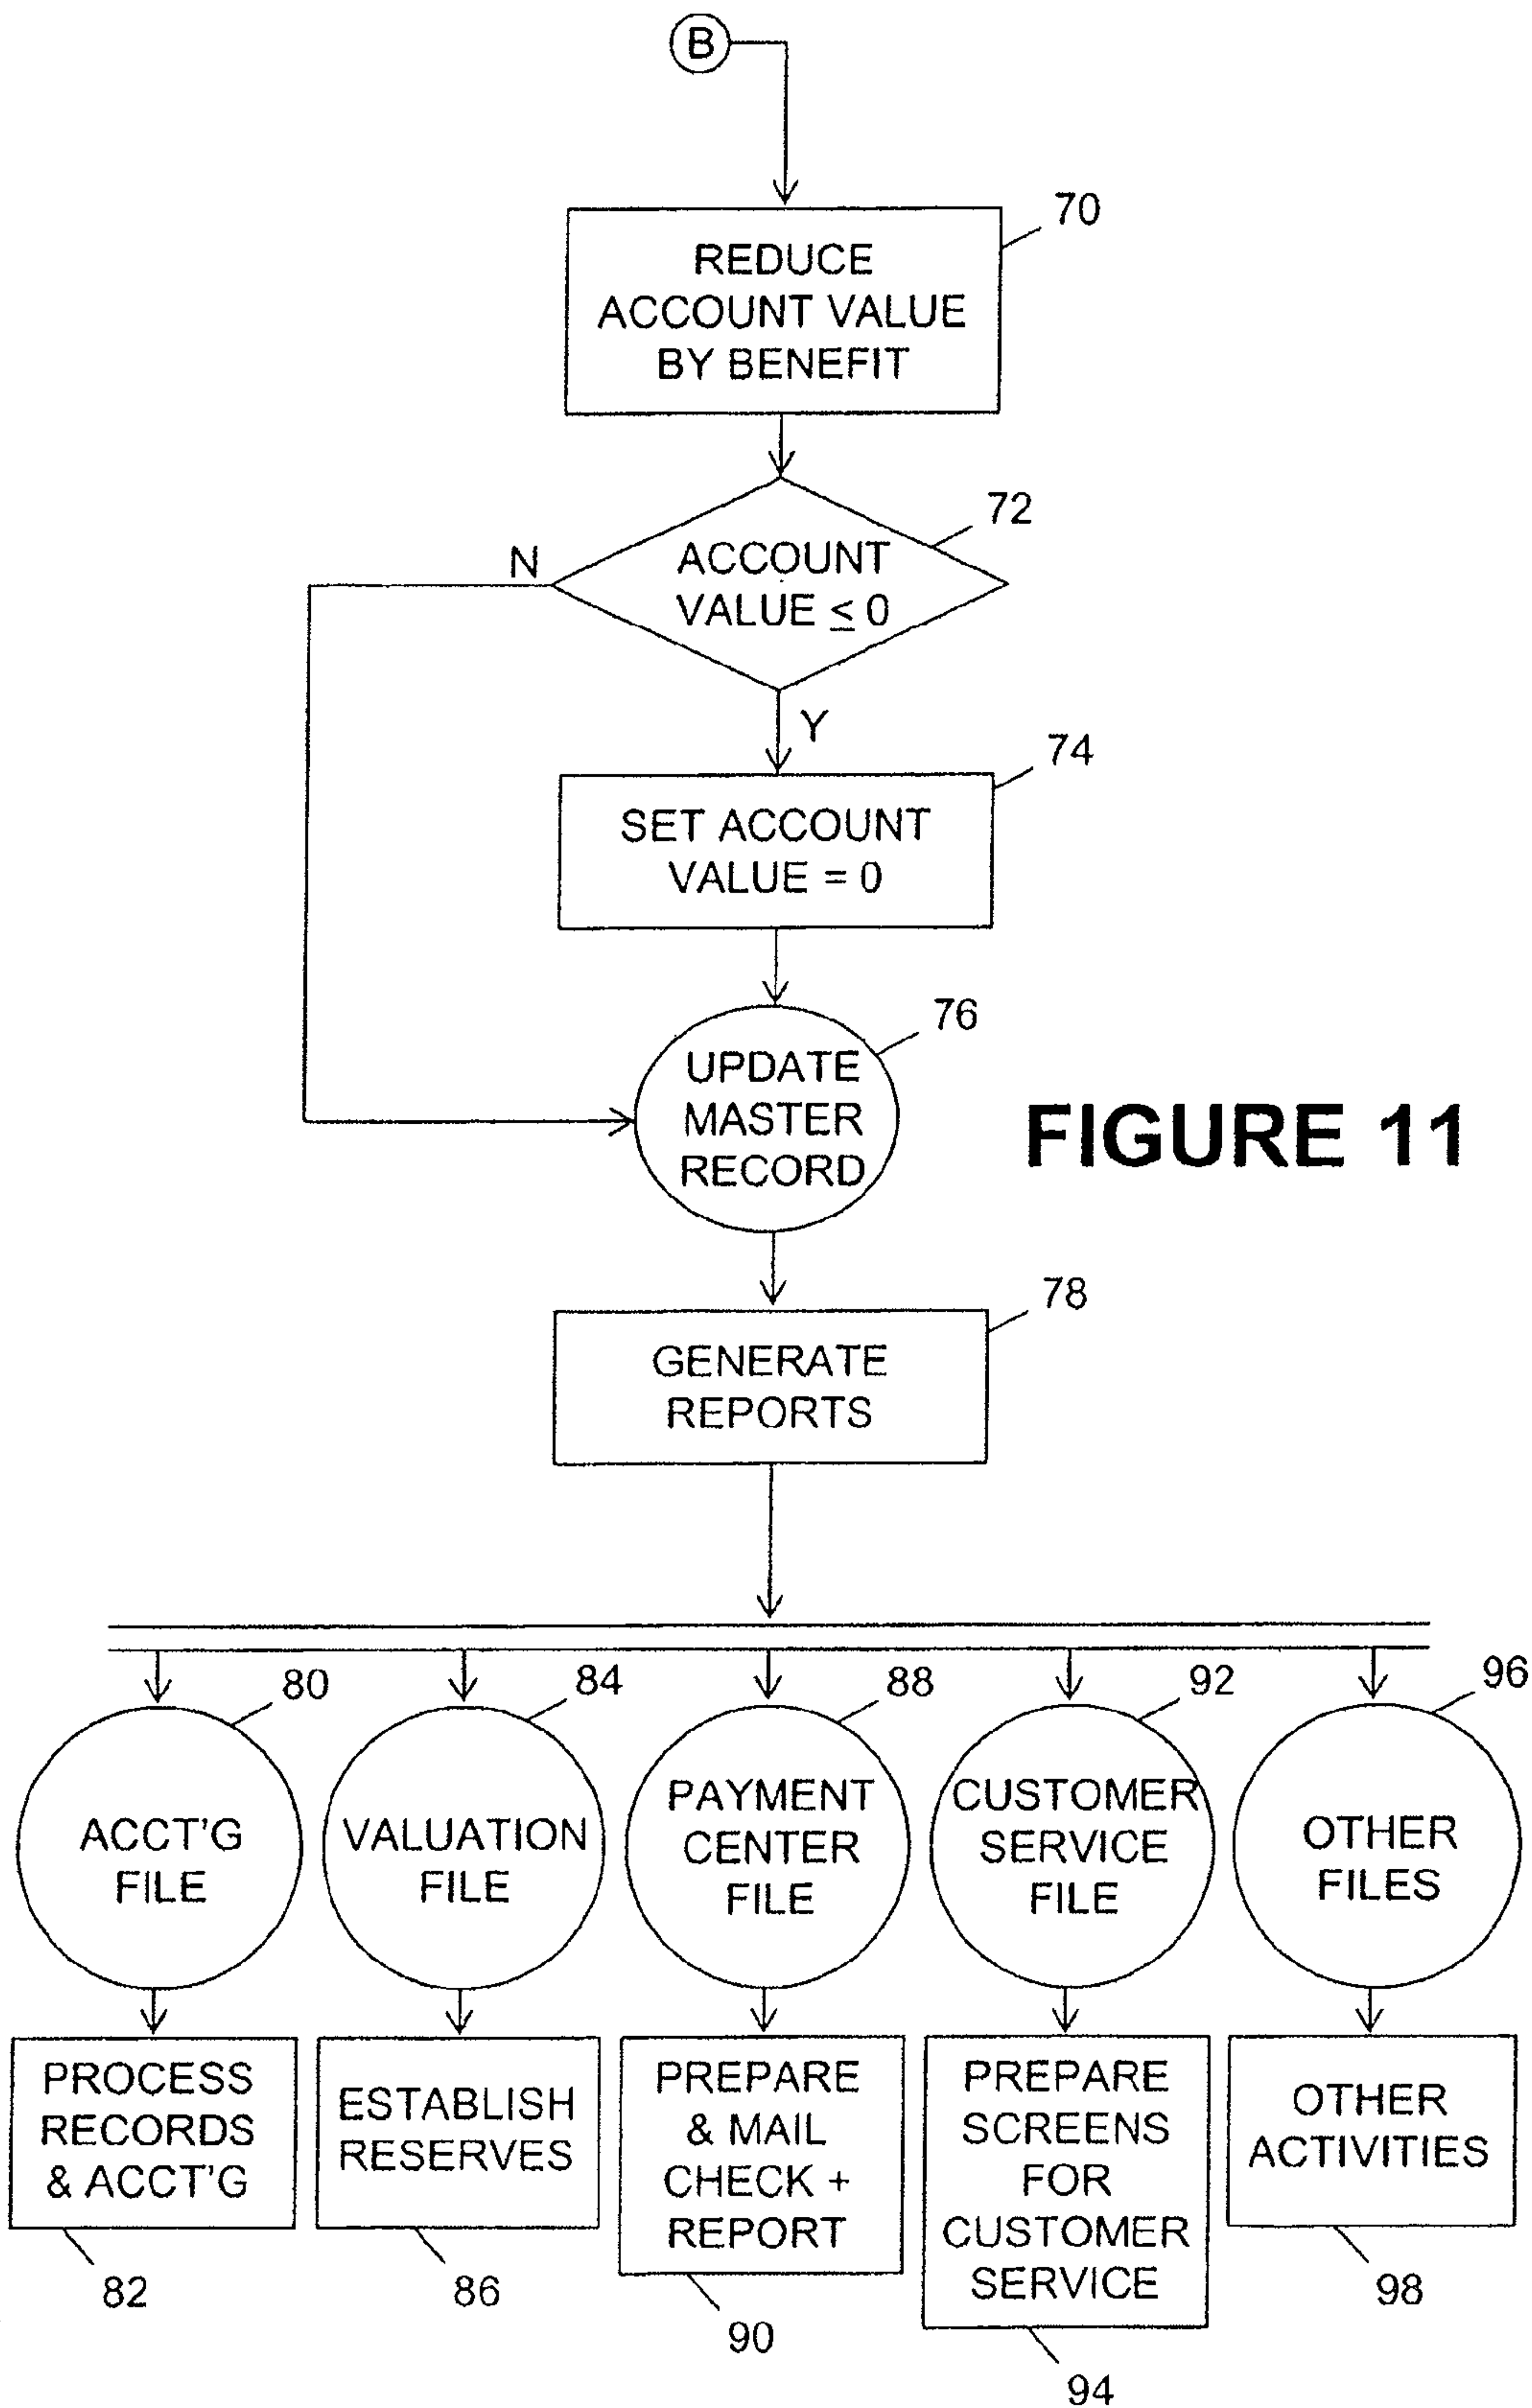 B
70
REDUCE
ACCOUNT VALUE
BY BENEFIT
72
N
ACCOUNT
VALUE ≤ 0
Y
74
SET ACCOUNT
VALUE = 0
76
UPDATE
MASTER
RECORD
FIGURE 11
78
GENERATE
REPORTS
80
84
88
92
96
ACCT'G
FILE
VALUATION
FILE
PAYMENT
CENTER
FILE
CUSTOMER
SERVICE
FILE
OTHER
FILES
PROCESS
RECORDS
& ACCT'G
ESTABLISH
RESERVES
PREPARE
& MAIL
CHECK +
REPORT
PREPARE
SCREENS
FOR
CUSTOMER
SERVICE
OTHER
ACTIVITIES
82
86
90
94
98